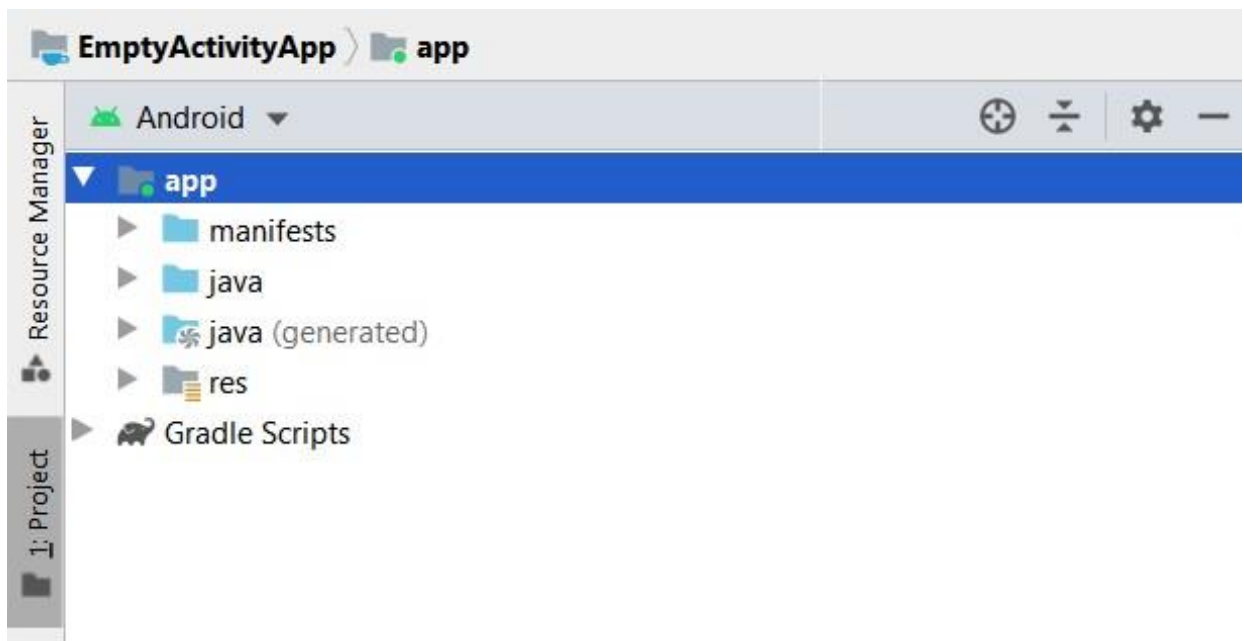 EmptyActivityApp app
Android
app
manifests
java
java (generated)
res
Gradle Scripts
Resource Manager
1: Project